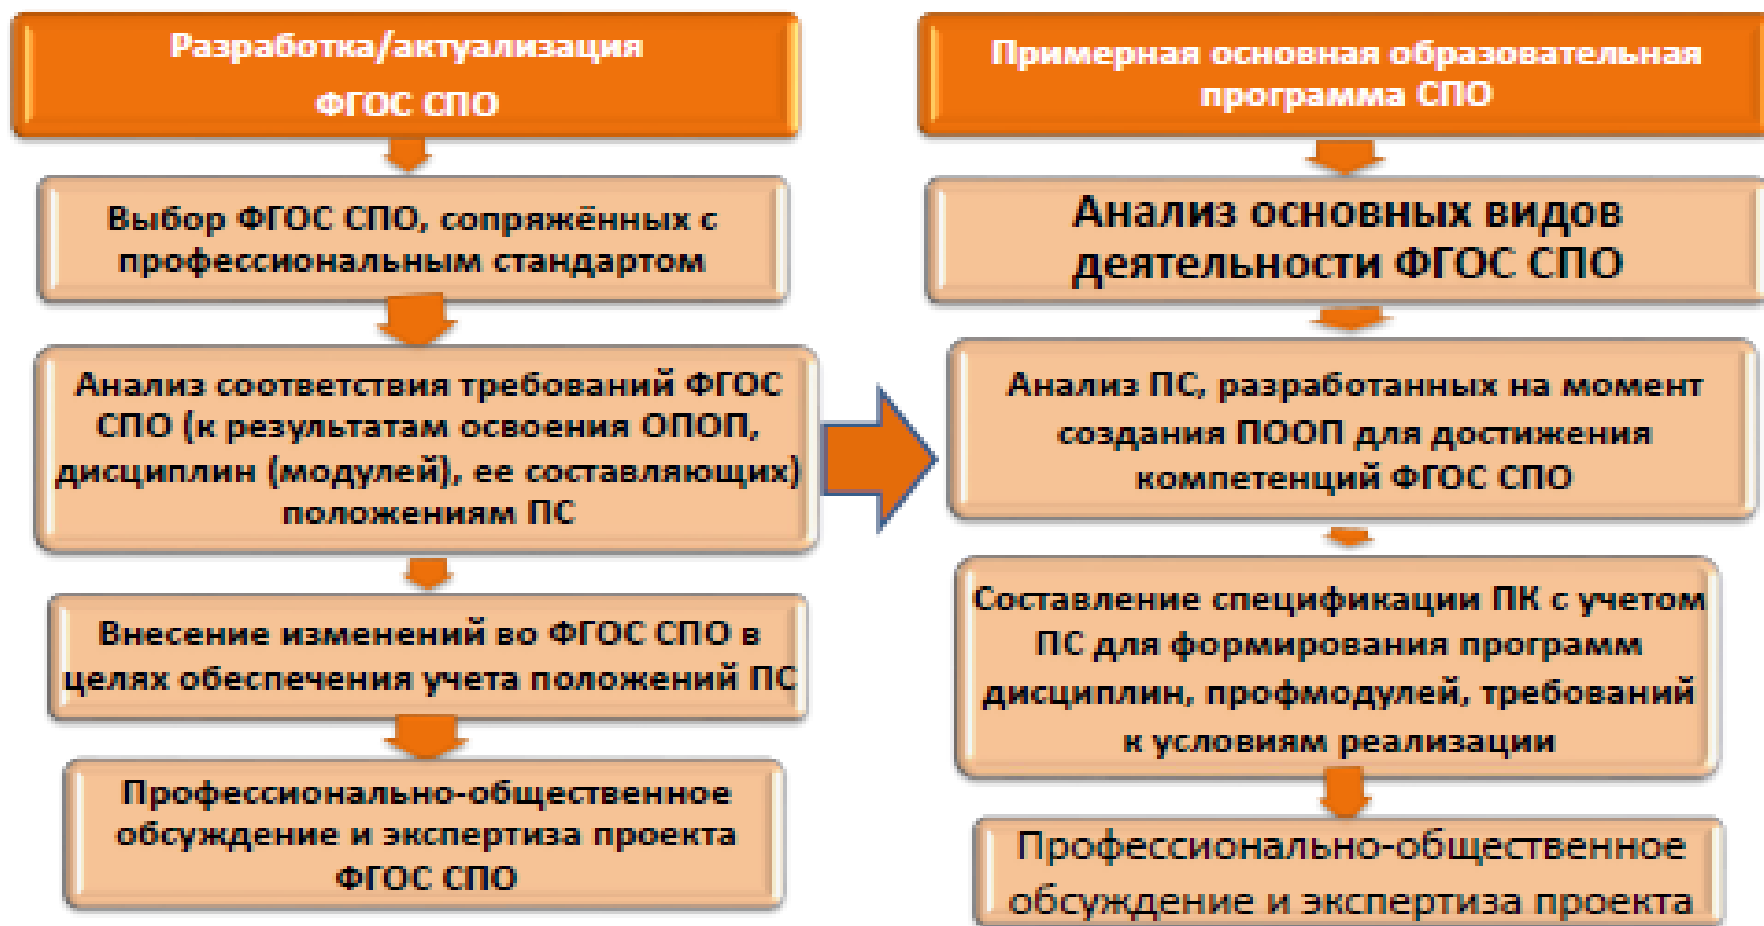 Разработка/актуализация
ФГОС СПО
Выбор ФГОС СПО, сопряжённых с
профессиональным стандартом
Анализ соответствия требований ФГОС
СПО (к результатам освоения ОПОП,
дисциплин (модулей), ее составляющих)
положениям ПС
Внесение изменений во ФГОС СПО в
целях обеспечения учета положений ПС
Профессионально-общественное
обсуждение и экспертиза проекта
ФГОС СПО
Примерная основная образовательная
программа СПО
Анализ основных видов
деятельности ФГОС СПО
Анализ ПС, разработанных на момент
создания ПООП для достижения
компетенций ФГОС СПО
Составление спецификации ПК с учетом
ПС для формирования программ
дисциплин, профмодулей, требований
к условиям реализации
Профессионально-общественное
обсуждение и экспертиза проекта